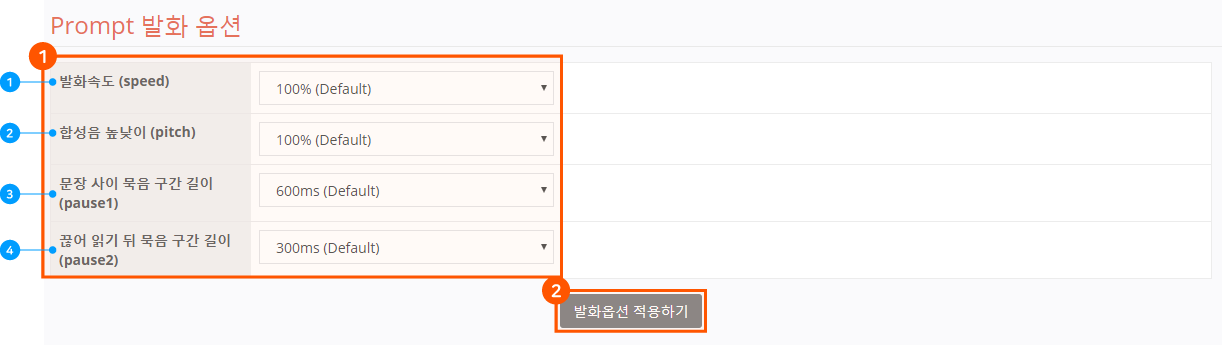 Prompt 발화 옵션
1
1 발화속도 (speed) 100% (Default)
2 합성음 높낮이 (pitch) 100% (Default)
3 문장 사이 묵음 구간 길이
(pause1) 600ms (Default)
4 끊어 읽기 뒤 묵음 구간 길이
(pause2) 300ms (Default)
2
발화옵션 적용하기